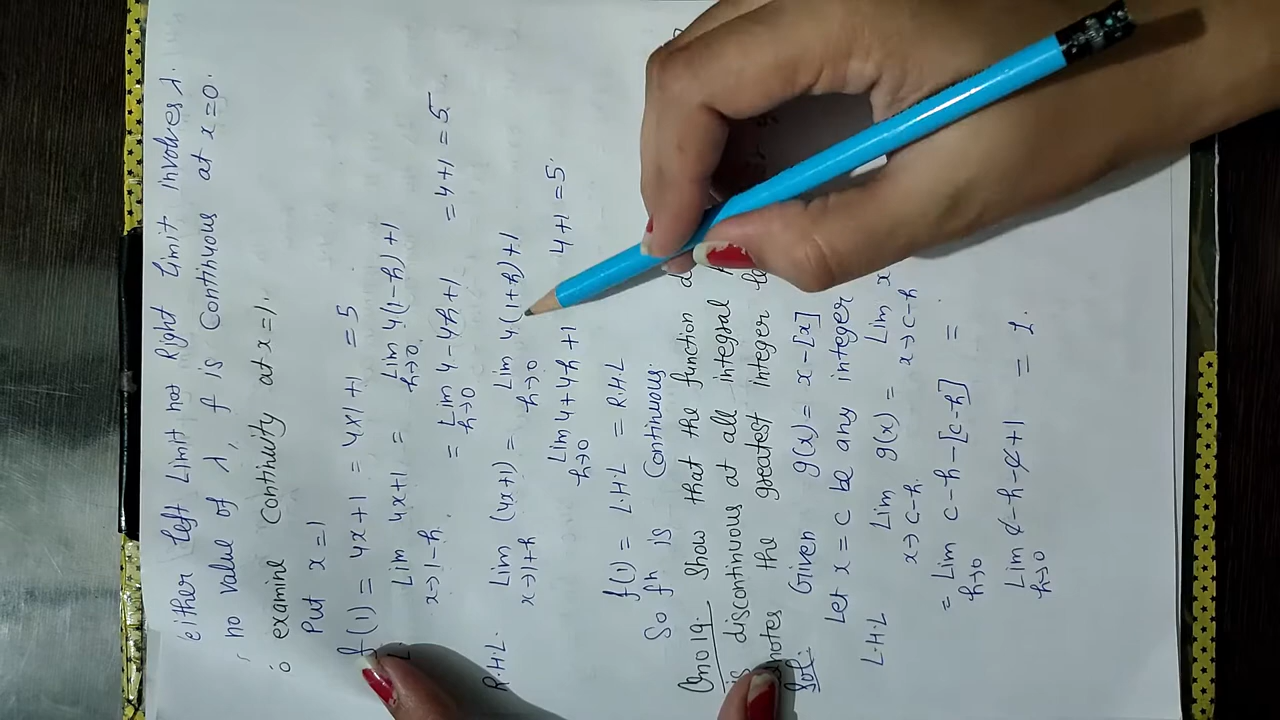 either left Limit nor Right Limit involves λ.
no value of λ, f is Continuous at x=0.
examine Continuity at x=1.
Put x=1
f(1) = 4x+1 = 4×1+1 = 5
Lim x→1-h 4x+1 = Lim h→0 4(1-h)+1
= Lim h→0 4-4h+1 = 4+1 = 5.
R.H.L. Lim x→1+h (4x+1) = Lim h→0 4(1+h)+1
Lim h→0 4+4h+1 4+1 = 5.
f(1) = L.H.L = R.H.L
So fn is Continuous.
Qno 19. Show that the function
is discontinuous at all integral
the greatest integer
Sol. Given g(x) = x-[x]
Let x=c be any integer
L.H.L Lim x→c-h g(x) = Lim x→c-h x
= Lim h→0 c-h-[c-h] =
Lim h→0 c-h-c+1 = 1.